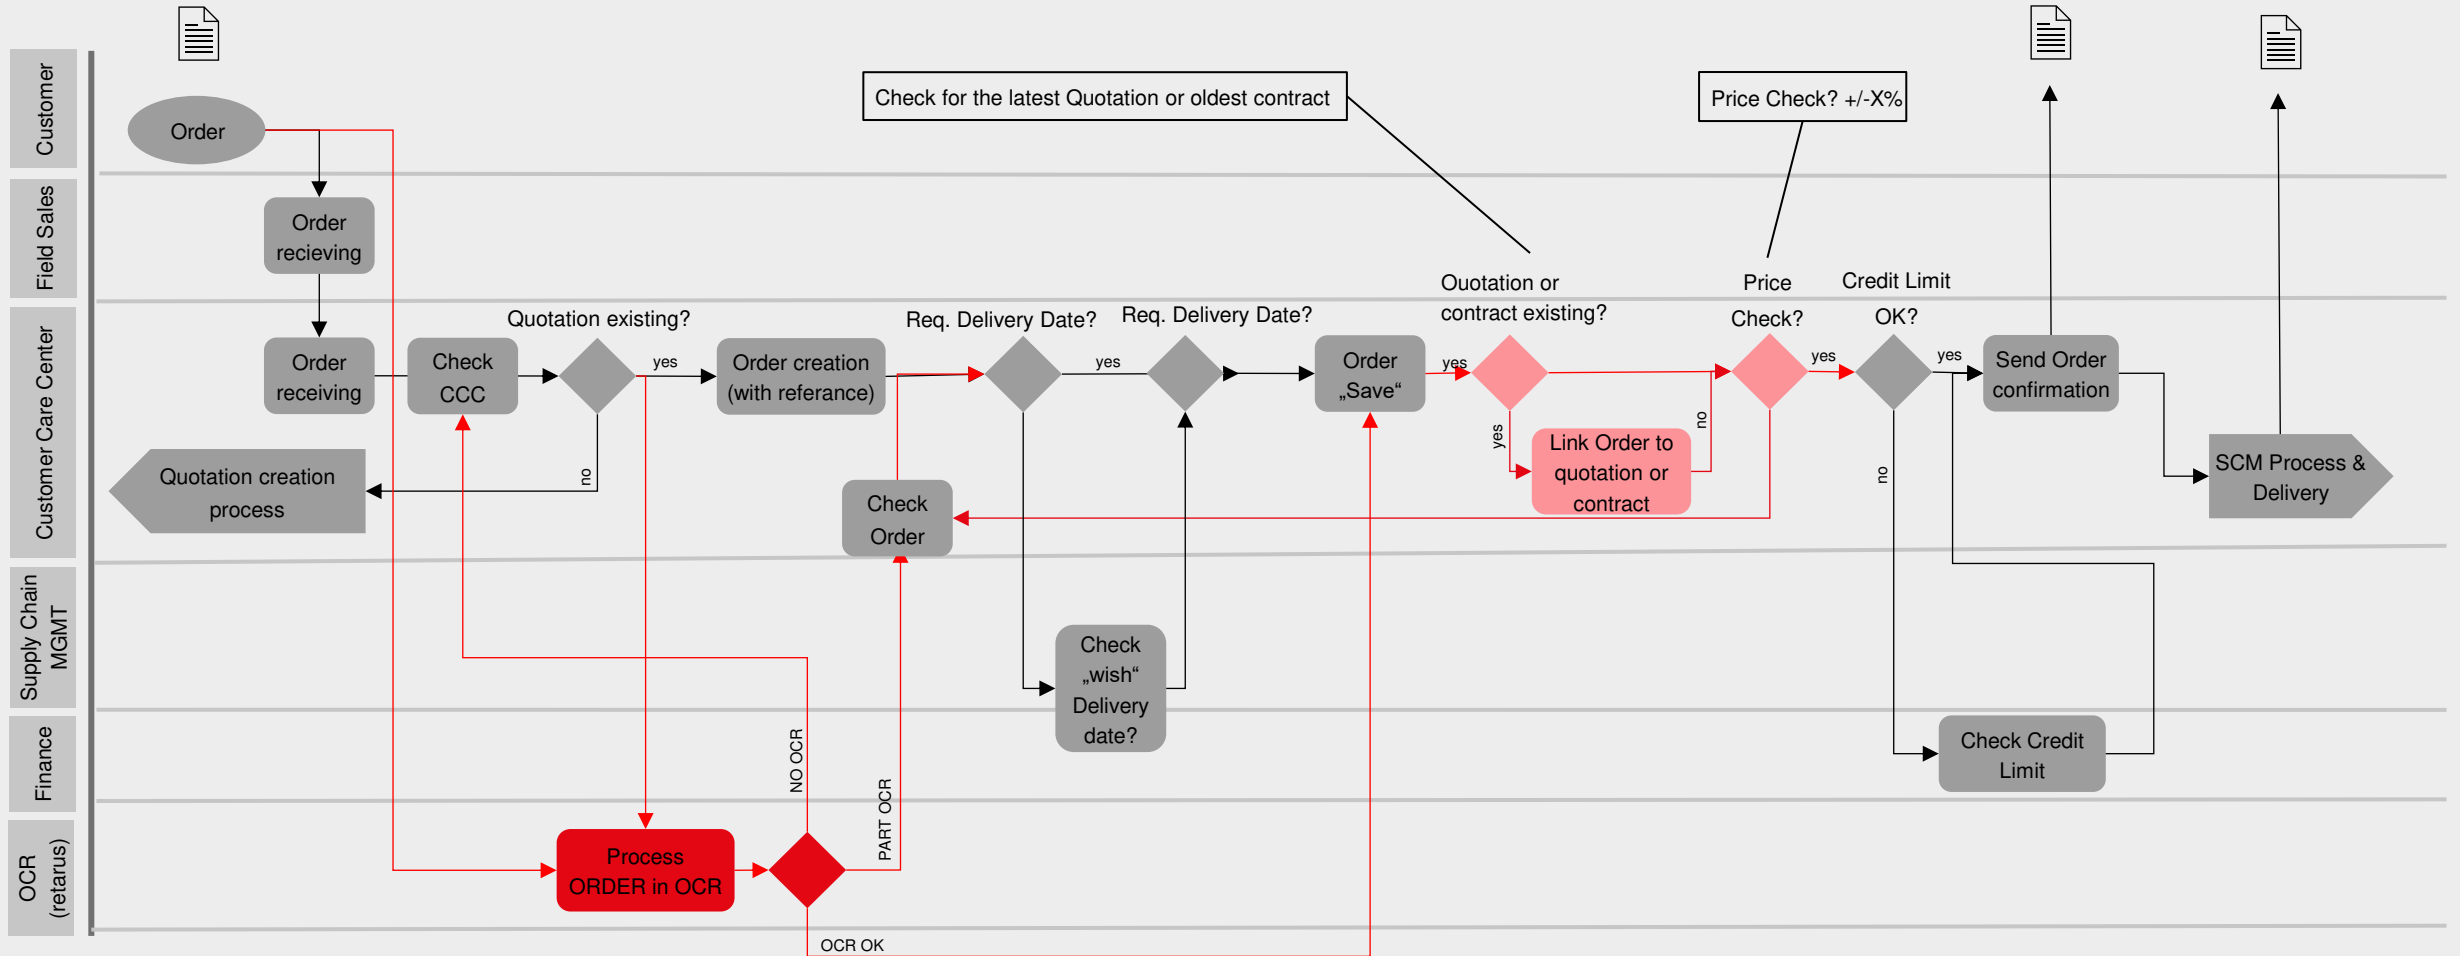 Customer
Field Sales
Customer Care Center
Supply Chain
MGMT
Finance
OCR
(retarus)
Order
Check for the latest Quotation or oldest contract
Price Check? +/-X%
Order
recieving
Order
receiving
Check
CCC
Quotation existing?
yes
no
Quotation creation
process
Order creation
(with referance)
Req. Delivery Date?
yes
Req. Delivery Date?
Check
Order
Check
„wish“
Delivery
date?
Order
„Save“
yes
Ouotation or
contract existing?
yes
Link Order to
quotation or
contract
no
Price
Check?
yes
Credit Limit
OK?
yes
no
Send Order
confirmation
SCM Process &
Delivery
Check Credit
Limit
Process
ORDER in OCR
NO OCR
PART OCR
OCR OK